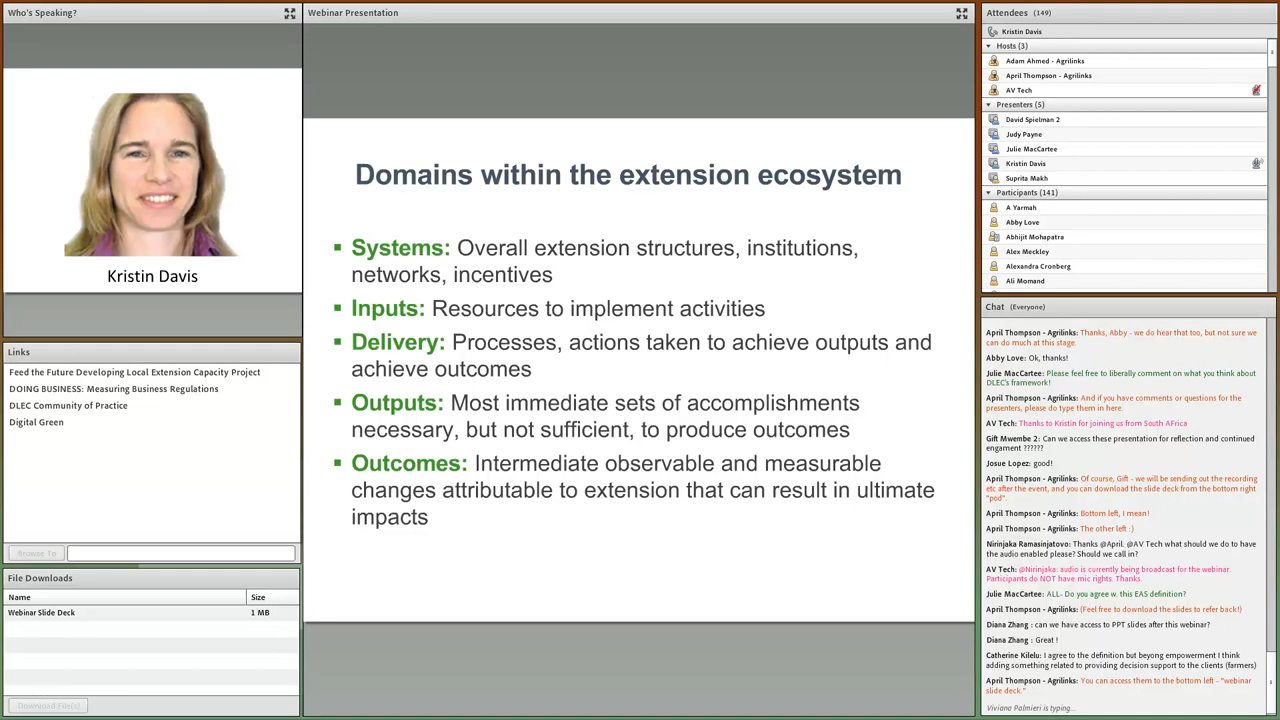 Who's Speaking?
Kristin Davis
Links
Feed the Future Developing Local Extension Capacity Project
DOING BUSINESS: Measuring Business Regulations
DLEC Community of Practice
Digital Green
Browse To
File Downloads
Name Size
Webinar Slide Deck 1 MB
Download File(s)
Webinar Presentation
Domains within the extension ecosystem
Systems: Overall extension structures, institutions,
networks, incentives
Inputs: Resources to implement activities
Delivery: Processes, actions taken to achieve outputs and
achieve outcomes
Outputs: Most immediate sets of accomplishments
necessary, but not sufficient, to produce outcomes
Outcomes: Intermediate observable and measurable
changes attributable to extension that can result in ultimate
impacts
Attendees (149)
Kristin Davis
Hosts (3)
Adam Ahmed - Agrilinks
April Thompson - Agrilinks
AV Tech
Presenters (5)
David Spielman 2
Judy Payne
Julie MacCartee
Kristin Davis
Suprita Makh
Participants (141)
A Yarmah
Abby Love
Abhijit Mohapatra
Alex Meckley
Alexandra Cronberg
Ali Momand
Chat (Everyone)
April Thompson - Agrilinks: Thanks, Abby - we do hear that too, but not sure we
can do much at this stage.
Abby Love: Ok, thanks!
Julie MacCartee: Please feel free to liberally comment on what you think about
DLEC's framework!
April Thompson - Agrilinks: And if you have comments or questions for the
presenters, please do type them in here.
AV Tech: Thanks to Kristin for joining us from South AFrica
Gift Mwembe 2: Can we access these presentation for reflection and continued
engament ??????
Josue Lopez: good!
April Thompson - Agrilinks: Of course, Gift - we will be sending out the recording
etc after the event, and you can download the slide deck from the bottom right
"pod".
April Thompson - Agrilinks: Bottom left, I mean!
April Thompson - Agrilinks: The other left :)
Nirinjaka Ramasinjatovo: Thanks @April. @AV Tech what should we do to have
the audio enabled please? Should we call in?
AV Tech: @Nirinjaka: audio is currently being broadcast for the webinar.
Participants do NOT have mic rights. Thanks.
Julie MacCartee: ALL- Do you agree w. this EAS definition?
April Thompson - Agrilinks: (Feel free to download the slides to refer back!)
Diana Zhang : can we have access to PPT slides after this webinar?
Diana Zhang : Great !
Catherine Kilelu: I agree to the definition but beyong empowerment I think
adding something related to providing decision support to the clients (farmers)
April Thompson - Agrilinks: You can access them to the bottom left - "webinar
slide deck."
Viviana Palmieri is typing...